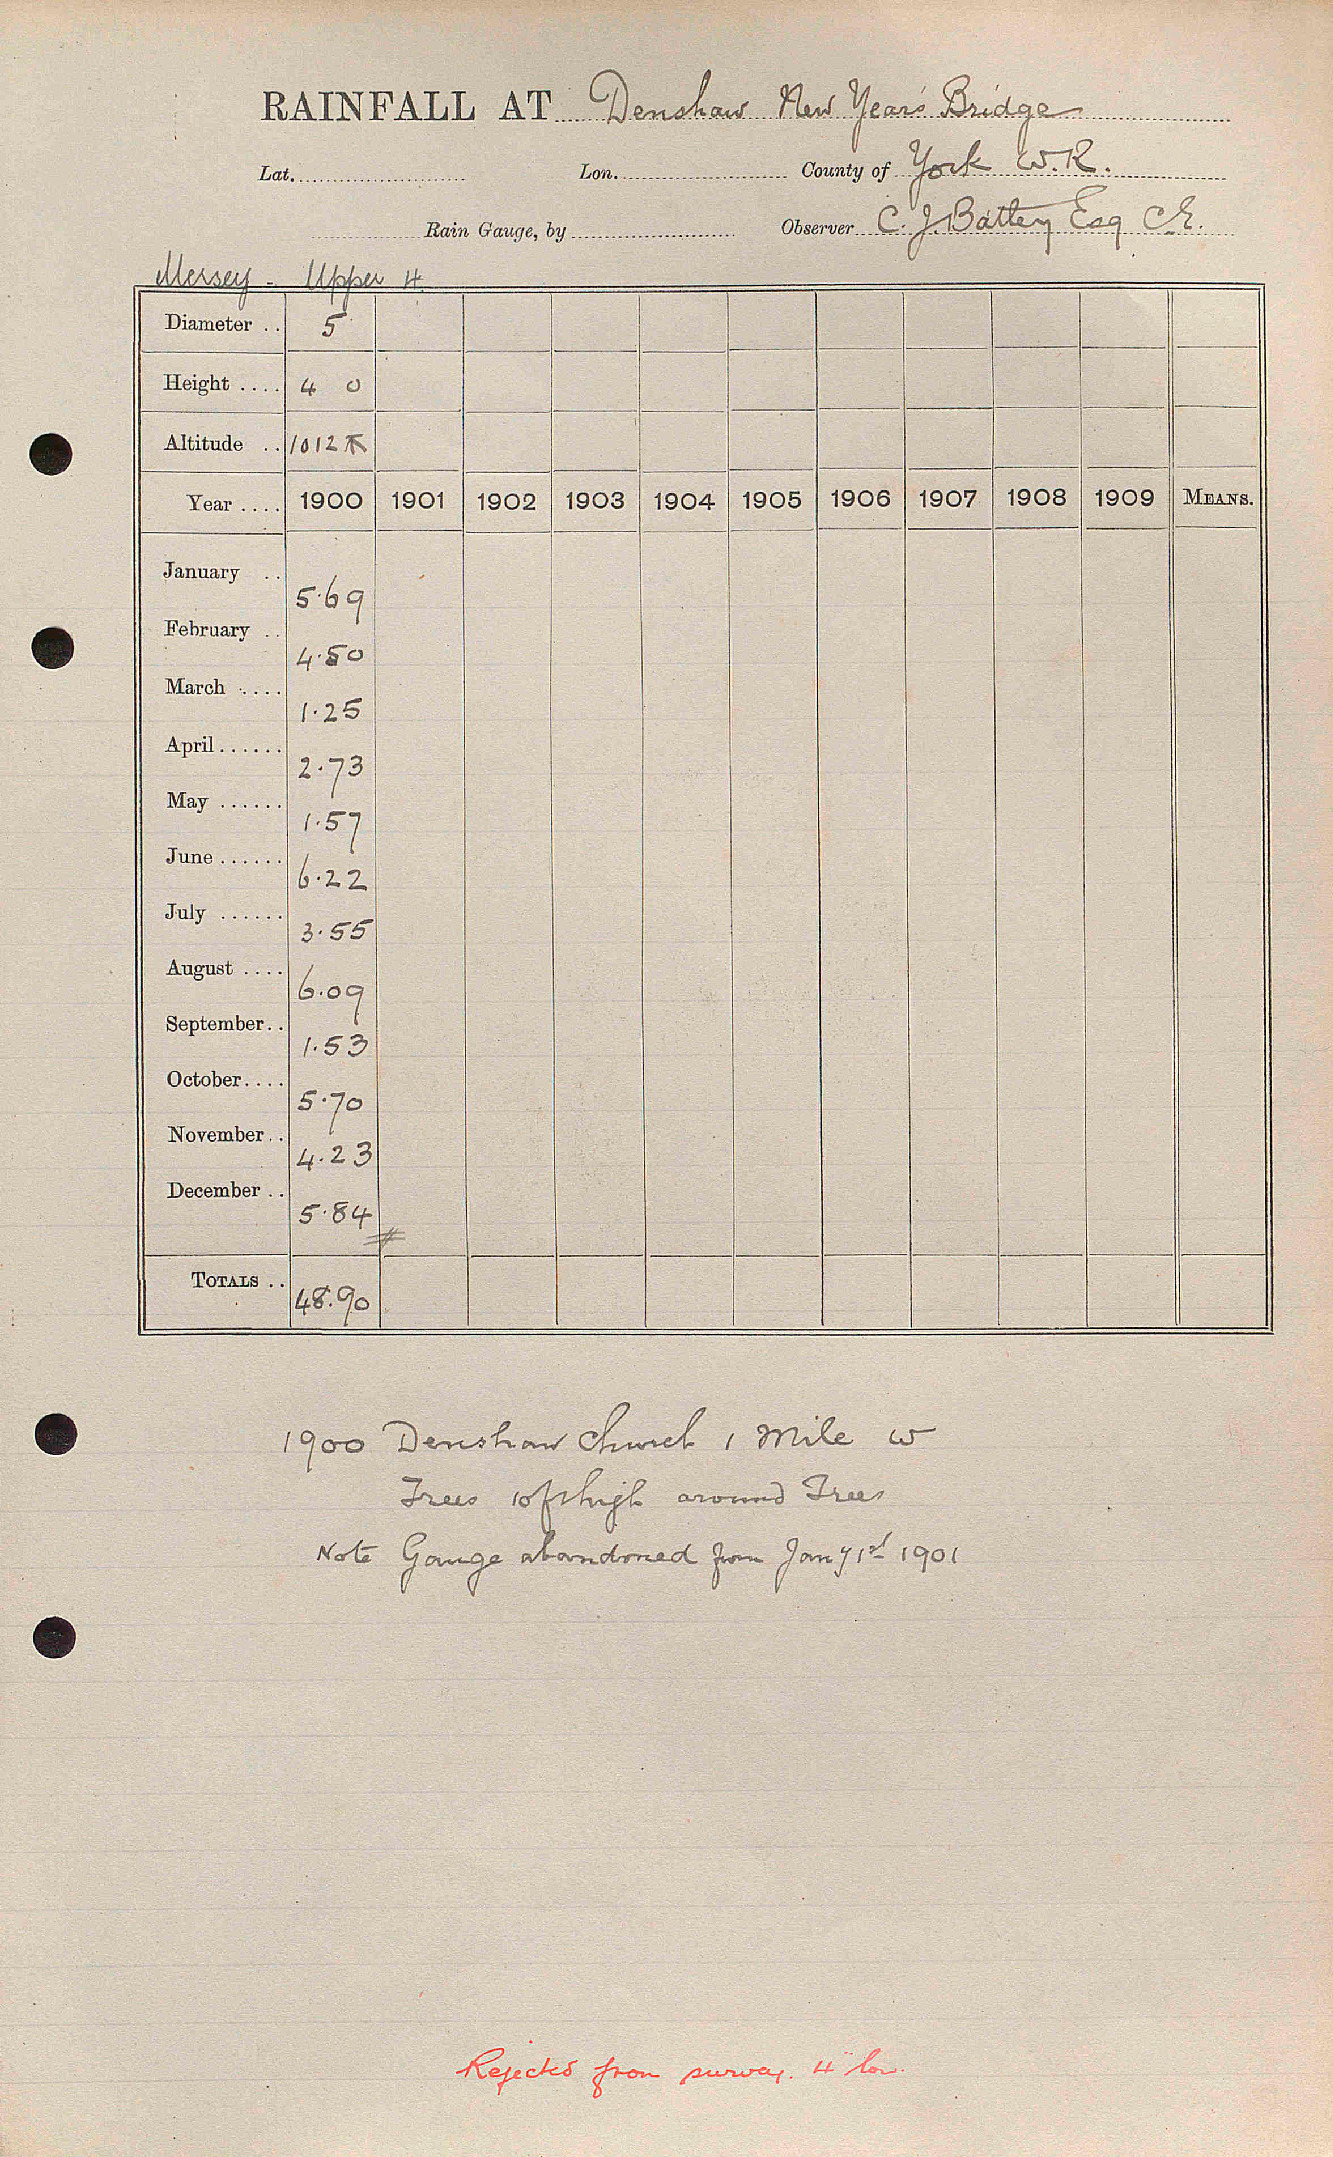 RAINFALL AT Denshaw New Year's Bridge
Lat. Lon. County of York W.R.
Rain Gauge, by Observer C. J. Battey Esq C.E.
Mersey - Upper 4
Diameter .. 5
Height .... 4 0
Altitude .. 1012
Year .... 1900 1901 1902 1903 1904 1905 1906 1907 1908 1909 MEANS.
January .. 5.69
February .. 4.50
March .... 1.25
April ...... 2.73
May ...... 1.57
June ...... 6.22
July ...... 3.55
August .... 6.09
September.. 1.53
October.... 5.70
November.. 4.23
December .. 5.84
TOTALS .. 48.90
1900 Denshaw Church 1 Mile W
Trees 10ft high around Trees
Note Gauge abandoned from Jany 1st 1901
Rejected from survey. 4" low.